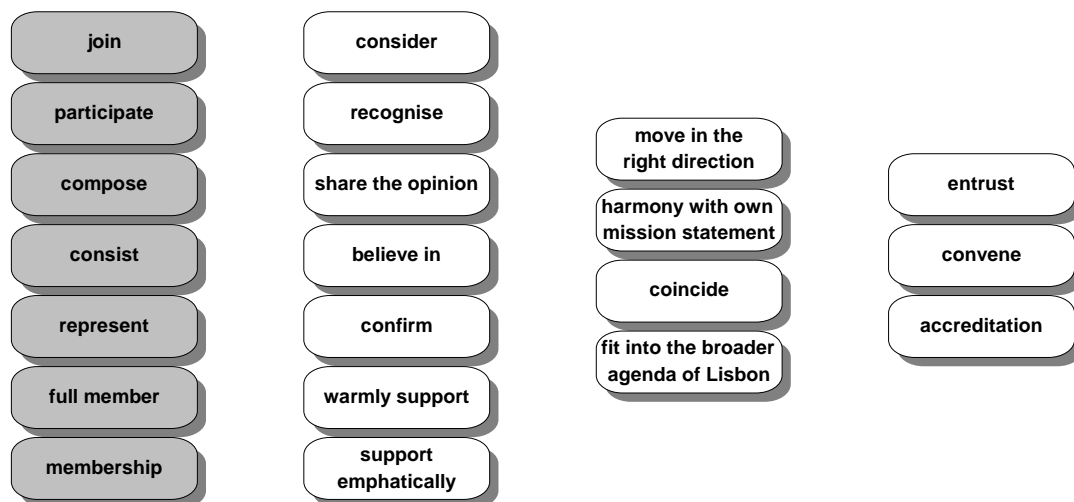 join
participate
compose
consist
represent
full member
membership
consider
recognise
share the opinion
believe in
confirm
warmly support
support
emphatically
move in the
right direction
harmony with own
mission statement
coincide
fit into the broader
agenda of Lisbon
entrust
convene
accreditation